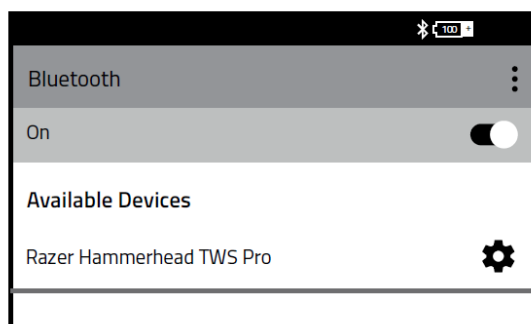 100 +
Bluetooth
On
Available Devices
Razer Hammerhead TWS Pro